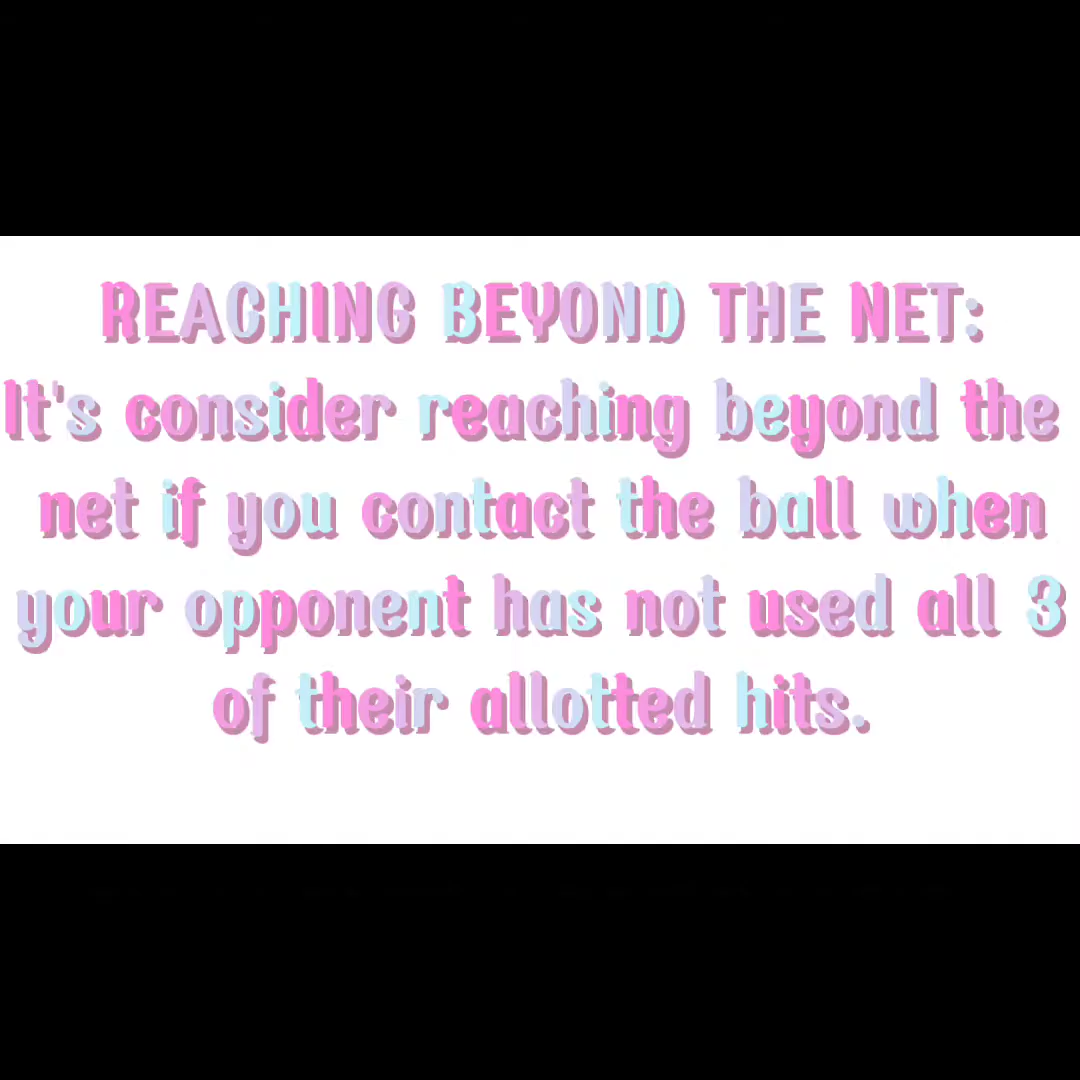 REACHING BEYOND THE NET:
It's consider reaching beyond the
net if you contact the ball when
your opponent has not used all 3
of their allotted hits.